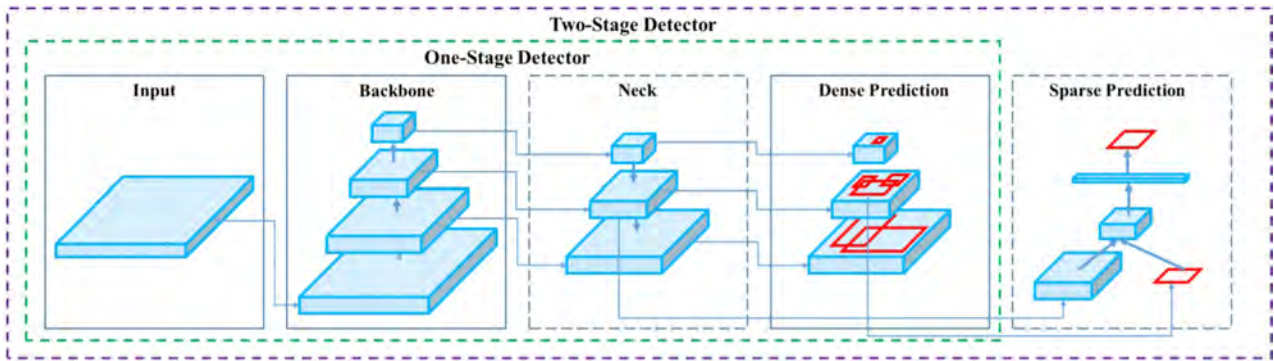 Two-Stage Detector
One-Stage Detector
Input
Backbone
Neck
Dense Prediction
Sparse Prediction